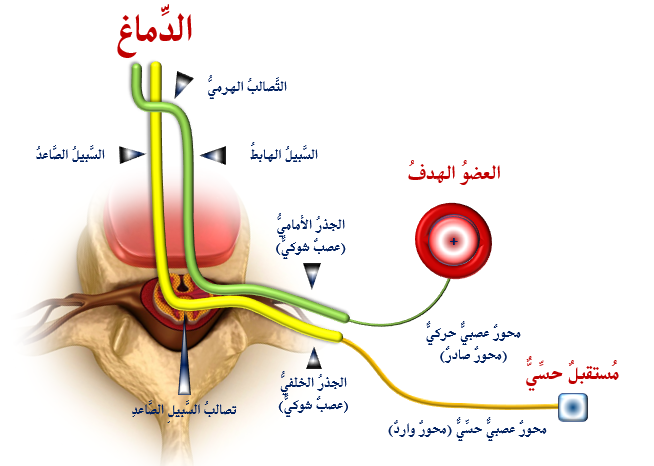 الدِّماغ
التَّصالبُ الهرميُّ
السَّبيلُ الصَّاعدُ
السَّبيلُ الهابطُ
العضوُ الهدفُ
الجذرُ الأماميُّ
(عصبٌ شوكيٌّ)
محورٌ عصبيٌّ حركيٌّ
(محورٌ صادرٌ)
مُستقبلٌ حسِّيٌّ
الجذرُ الخلفيُّ
(عصبٌ شوكيٌّ)
تصالبُ السَّبيلِ الصَّاعدِ
محورٌ عصبيٌّ حسِّيٌّ (محورٌ واردٌ)